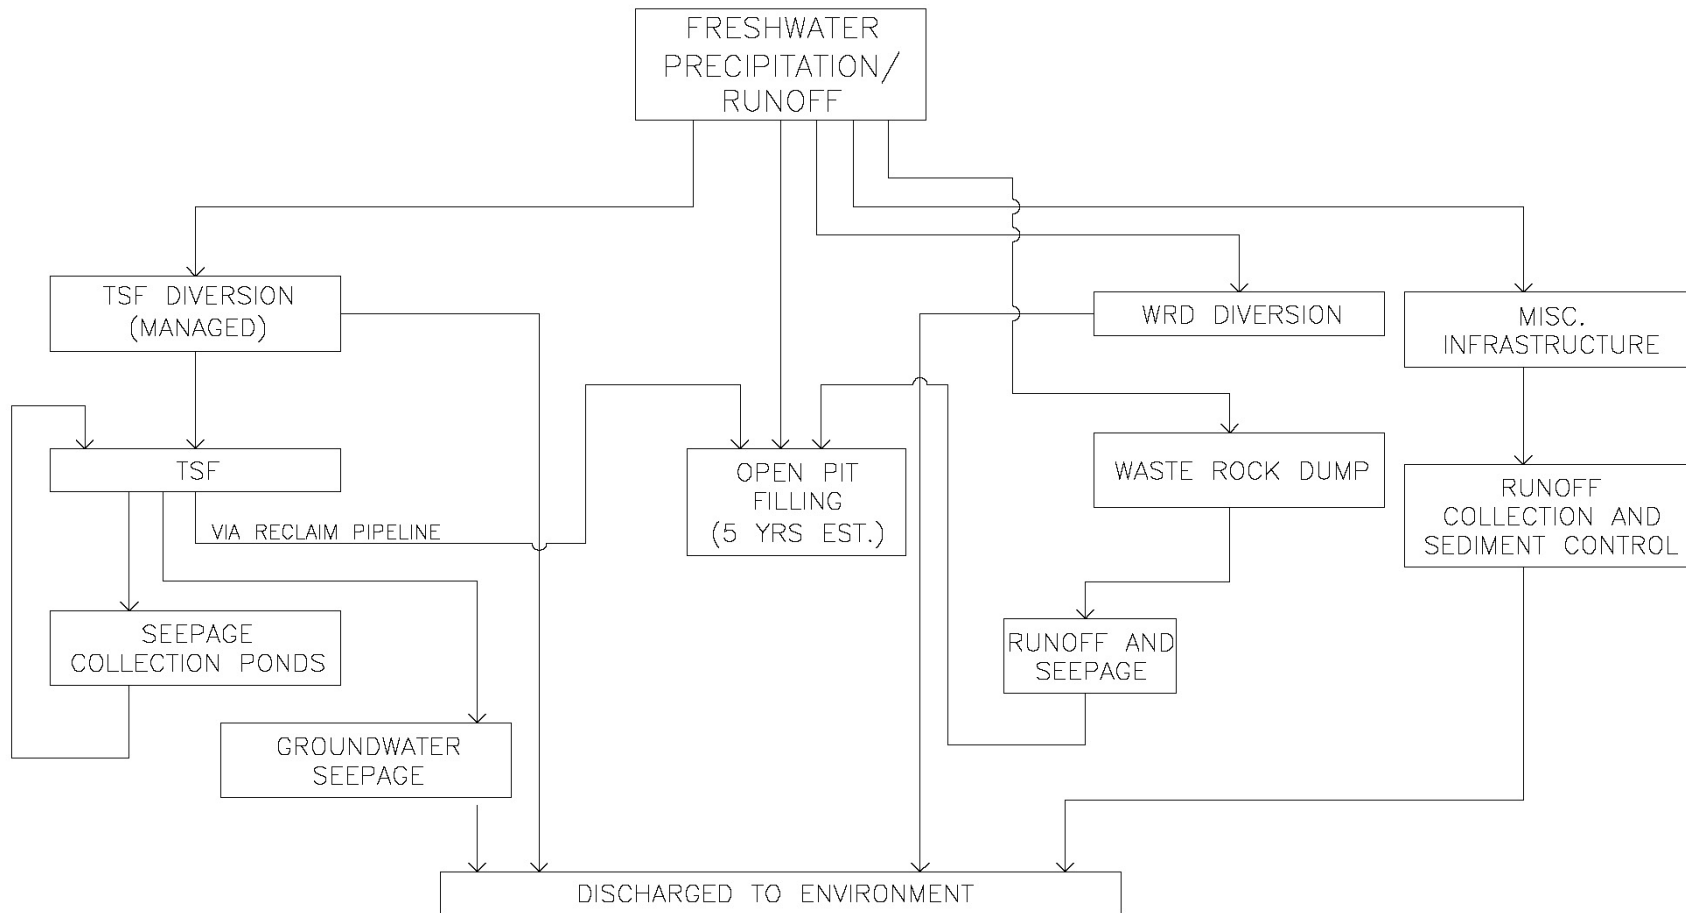 FRESHWATER
PRECIPITATION/
RUNOFF
TSF DIVERSION
(MANAGED)
WRD DIVERSION
MISC.
INFRASTRUCTURE
TSF
OPEN PIT
FILLING
(5 YRS EST.)
WASTE ROCK DUMP
RUNOFF
COLLECTION AND
SEDIMENT CONTROL
VIA RECLAIM PIPELINE
SEEPAGE
COLLECTION PONDS
RUNOFF AND
SEEPAGE
GROUNDWATER
SEEPAGE
DISCHARGED TO ENVIRONMENT